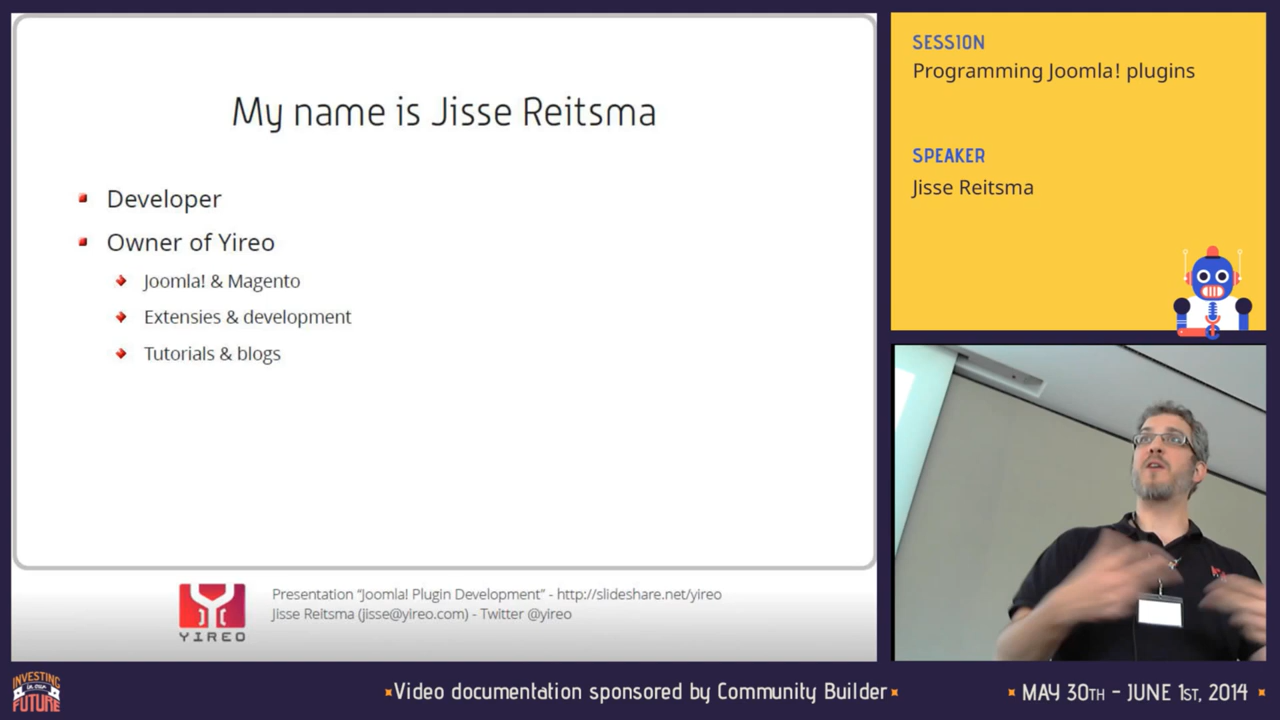 My name is Jisse Reitsma
Developer
Owner of Yireo
Joomla! & Magento
Extensies & development
Tutorials & blogs
YIREO
Presentation “Joomla! Plugin Development” - http://slideshare.net/yireo
Jisse Reitsma (jisse@yireo.com) - Twitter @yireo
SESSION
Programming Joomla! plugins
SPEAKER
Jisse Reitsma
INVESTING
IN OUR
FUTURE
Video documentation sponsored by Community Builder
MAY 30TH - JUNE 1ST, 2014